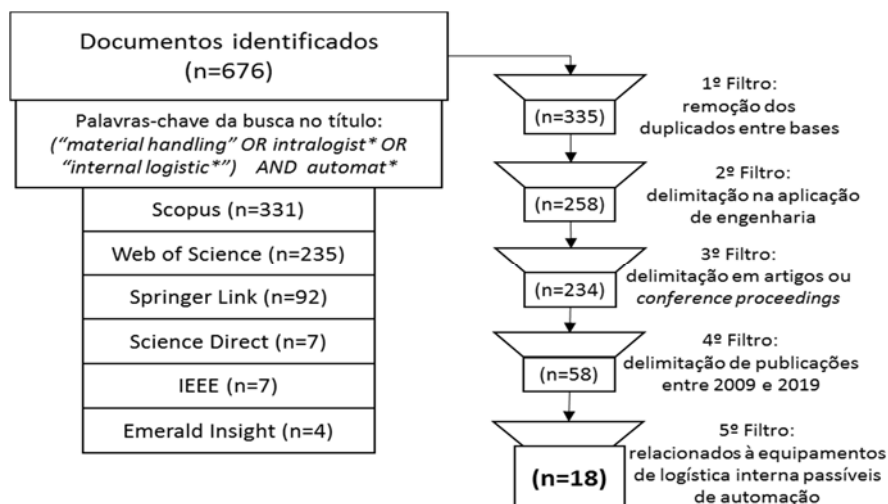 Documentos identificados
(n=676)
Palavras-chave da busca no título:
(“material handling” OR intralogist* OR
“internal logistic*”) AND automat*
Scopus (n=331)
Web of Science (n=235)
Springer Link (n=92)
Science Direct (n=7)
IEEE (n=7)
Emerald Insight (n=4)
(n=335)
1º Filtro:
remoção dos
duplicados entre bases
(n=258)
2º Filtro:
delimitação na aplicação
de engenharia
(n=234)
3º Filtro:
delimitação em artigos ou
conference proceedings
(n=58)
4º Filtro:
delimitação de publicações
entre 2009 e 2019
(n=18)
5º Filtro:
relacionados à equipamentos
de logística interna passíveis
de automação